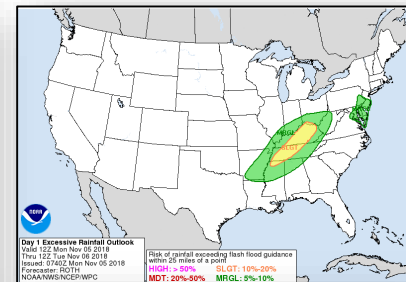 MRGL
SLGT
NOAA
Day 1 Excessive Rainfall Outlook
Valid 12Z Mon Nov 05 2018
Thru 12Z Tue Nov 06 2018
Issued: 0740Z Mon Nov 05 2018
Forecaster: ROTH
NOAA/NWS/NCEP/WPC
Risk of rainfall exceeding flash flood guidance
within 25 miles of a point
HIGH: > 50% SLGT: 10%-20%
MDT: 20%-50% MRGL: 5%-10%